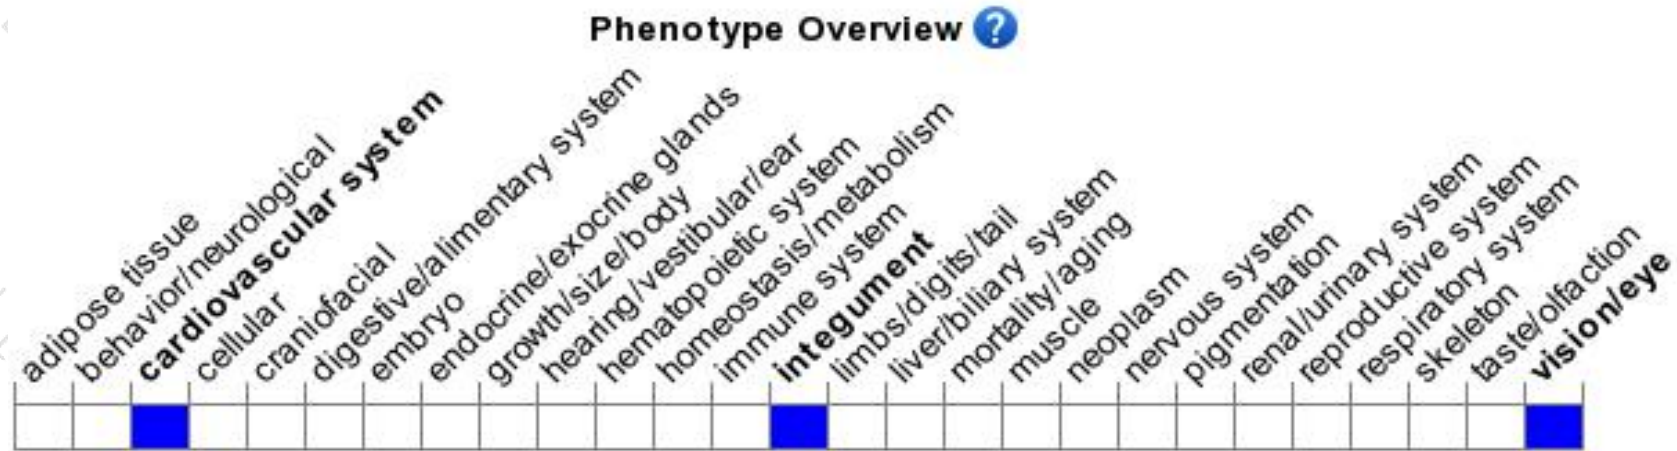 Phenotype Overview ?
adipose tissue
behavior/neurological
cardiovascular system
cellular
craniofacial
digestive/alimentary system
embryo
endocrine/exocrine glands
growth/size/body
hearing/vestibular/ear
hematopoietic system
homeostasis/metabolism
immune system
integument
limbs/digits/tail
liver/biliary system
mortality/aging
muscle
neoplasm
nervous system
pigmentation
renal/urinary system
reproductive system
respiratory system
skeleton
taste/olfaction
vision/eye